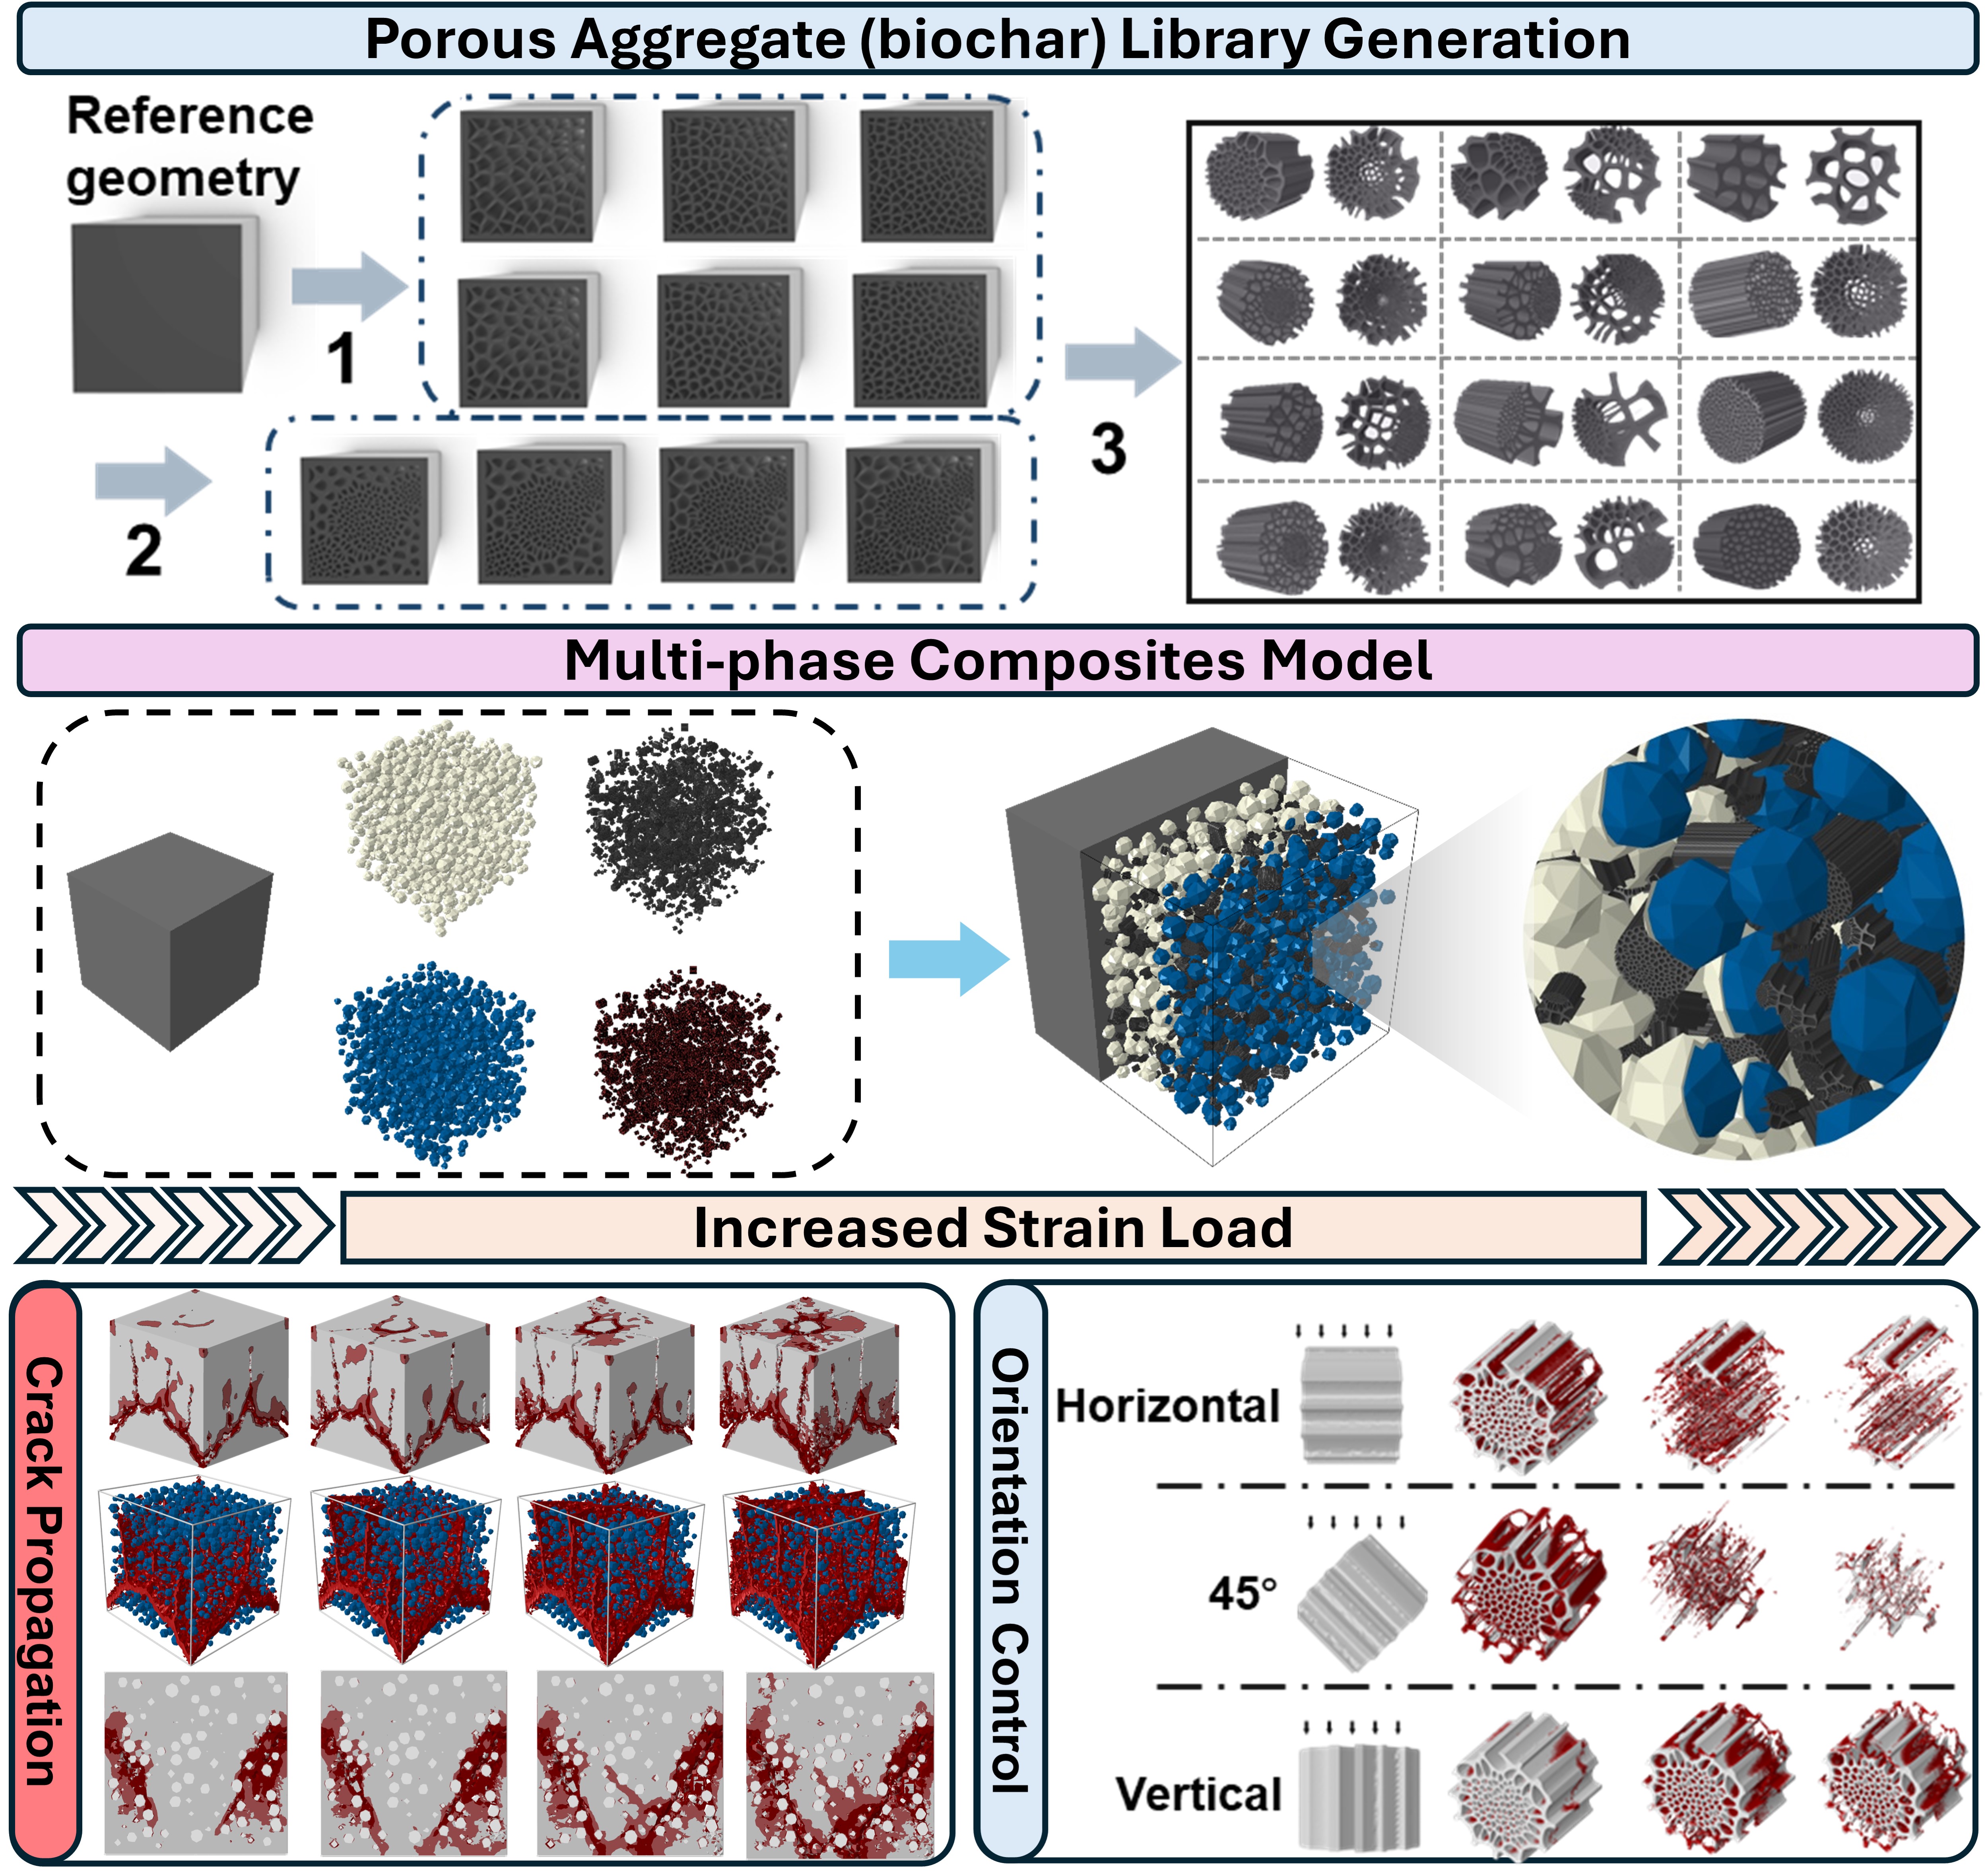 Porous Aggregate (biochar) Library Generation
Reference
geometry
1
2
3
Multi-phase Composites Model
Increased Strain Load
Crack Propagation
Orientation Control
Horizontal
45°
Vertical